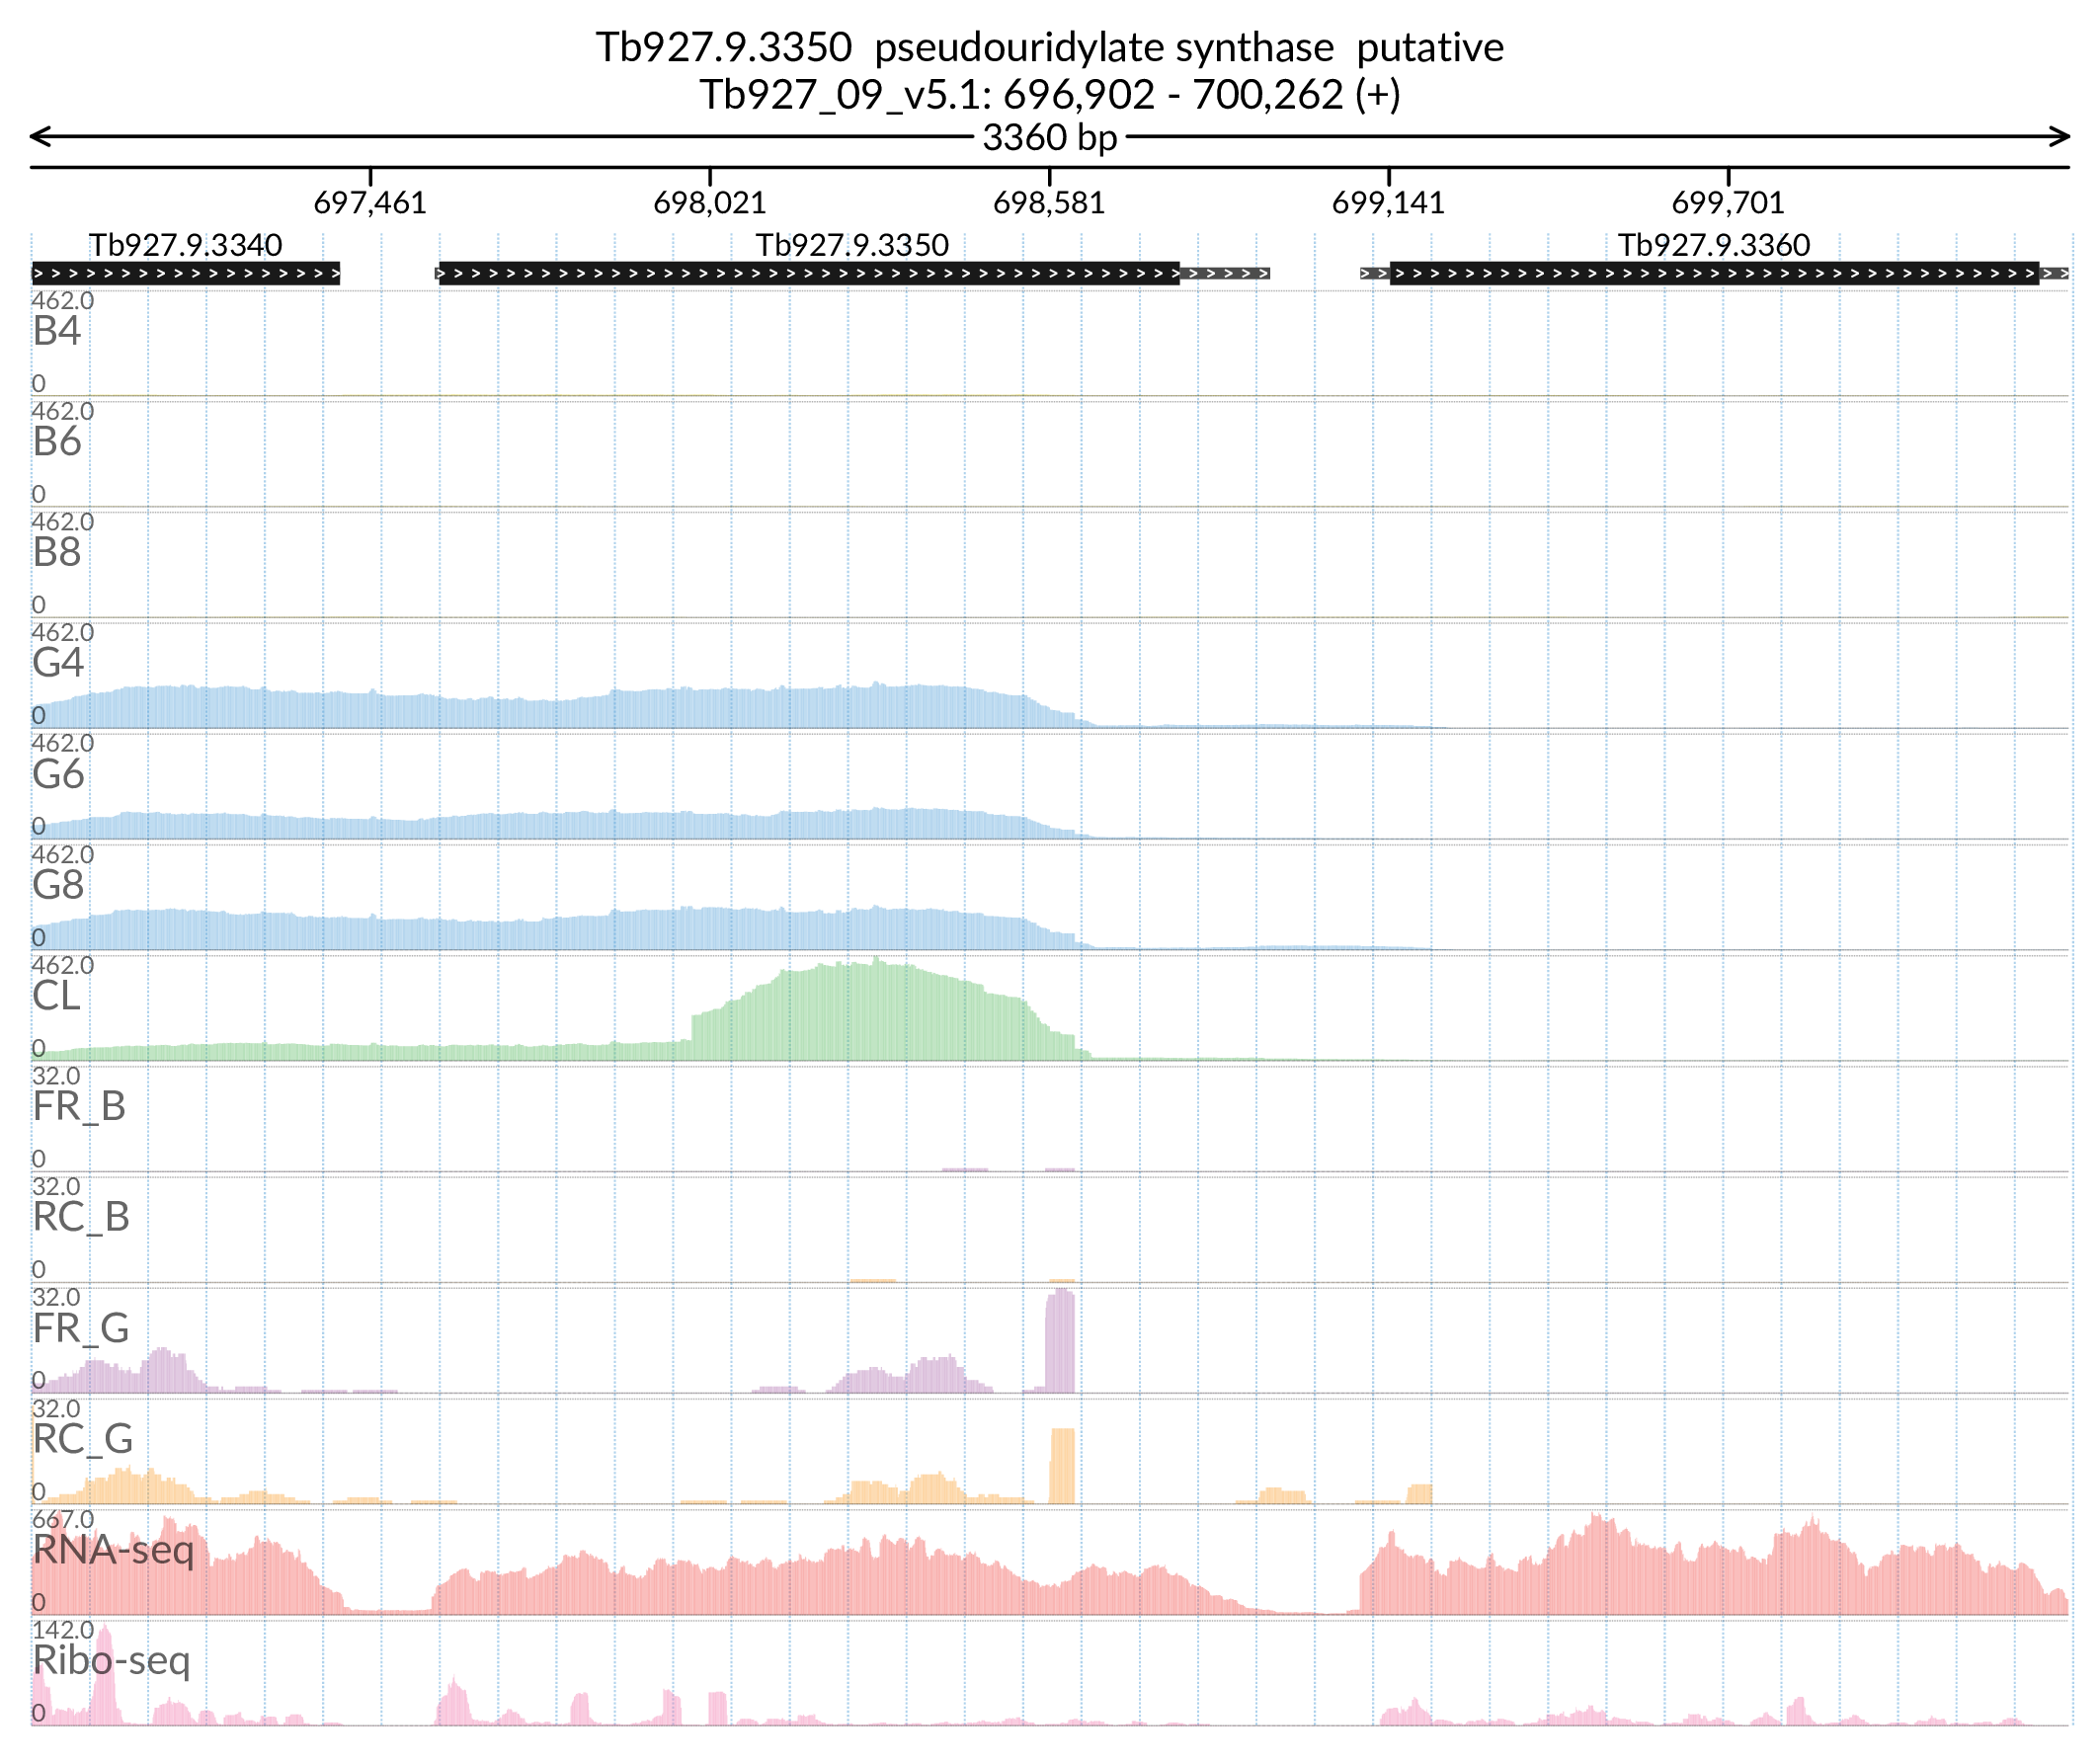 Tb927.9.3350  pseudouridylate synthase  putative
Tb927_09_v5.1: 696,902 - 700,262 (+)
3360 bp
697,461 698,021 698,581 699,141 699,701
Tb927.9.3340 Tb927.9.3350 Tb927.9.3360
462.0
B4
0
462.0
B6
0
462.0
B8
0
462.0
G4
0
462.0
G6
0
462.0
G8
0
462.0
CL
0
32.0
FR_B
0
32.0
RC_B
0
32.0
FR_G
0
32.0
RC_G
0
667.0
RNA-seq
0
142.0
Ribo-seq
0